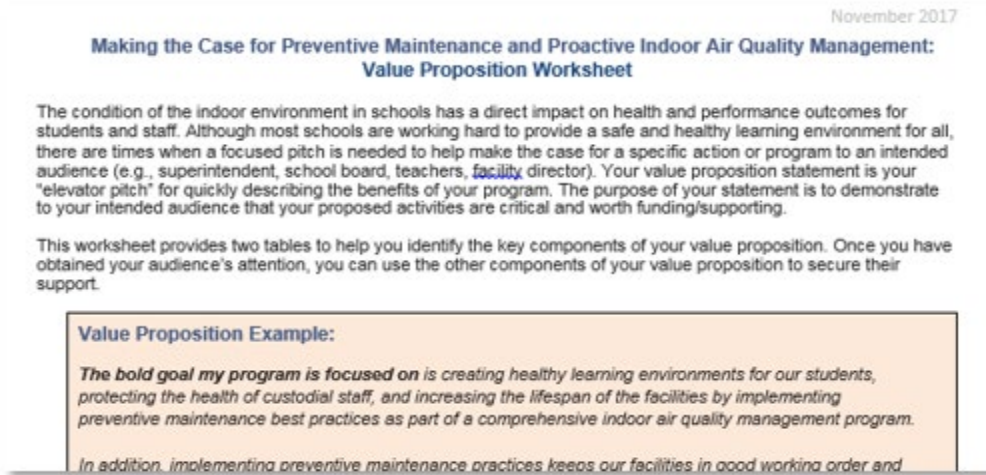 November 2017
Making the Case for Preventive Maintenance and Proactive Indoor Air Quality Management:
Value Proposition Worksheet
The condition of the indoor environment in schools has a direct impact on health and performance outcomes for
students and staff. Although most schools are working hard to provide a safe and healthy learning environment for all,
there are times when a focused pitch is needed to help make the case for a specific action or program to an intended
audience (e.g., superintendent, school board, teachers, facility director). Your value proposition statement is your
"elevator pitch" for quickly describing the benefits of your program. The purpose of your statement is to demonstrate
to your intended audience that your proposed activities are critical and worth funding/supporting.
This worksheet provides two tables to help you identify the key components of your value proposition. Once you have
obtained your audience's attention, you can use the other components of your value proposition to secure their
support.
Value Proposition Example:
The bold goal my program is focused on is creating healthy learning environments for our students,
protecting the health of custodial staff, and increasing the lifespan of the facilities by implementing
preventive maintenance best practices as part of a comprehensive indoor air quality management program.
In addition, implementing preventive maintenance practices keeps our facilities in good working order and